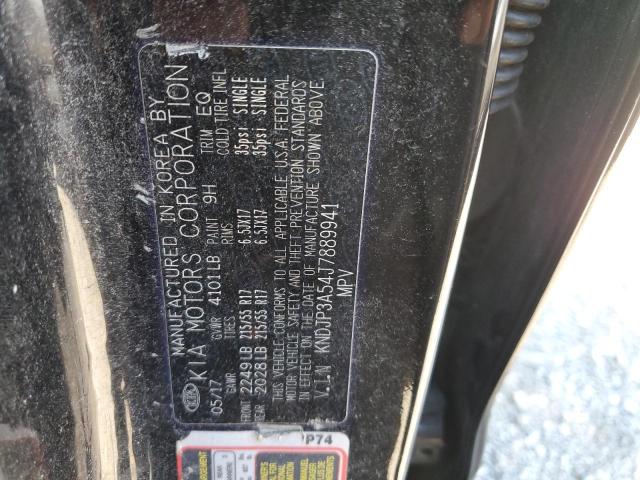 MANUFACTURED IN KOREA BY
KIA MOTORS CORPORATION
05/17 GVWR 4101LB PAINT 9H TRIM EQ
GAWR TIRES RIMS COLD TIRE INFL
FRONT 2249LB 215/55 R17 6.5JX17 35psi SINGLE
REAR 2028LB 215/55 R17 6.5JX17 35psi SINGLE
THIS VEHICLE CONFORMS TO ALL APPLICABLE U.S.A. FEDERAL
MOTOR VEHICLE SAFETY AND THEFT PREVENTION STANDARDS
IN EFFECT ON THE DATE OF MANUFACTURE SHOWN ABOVE.
V.I.N KNDJP3A54J7889941
MPV
P74